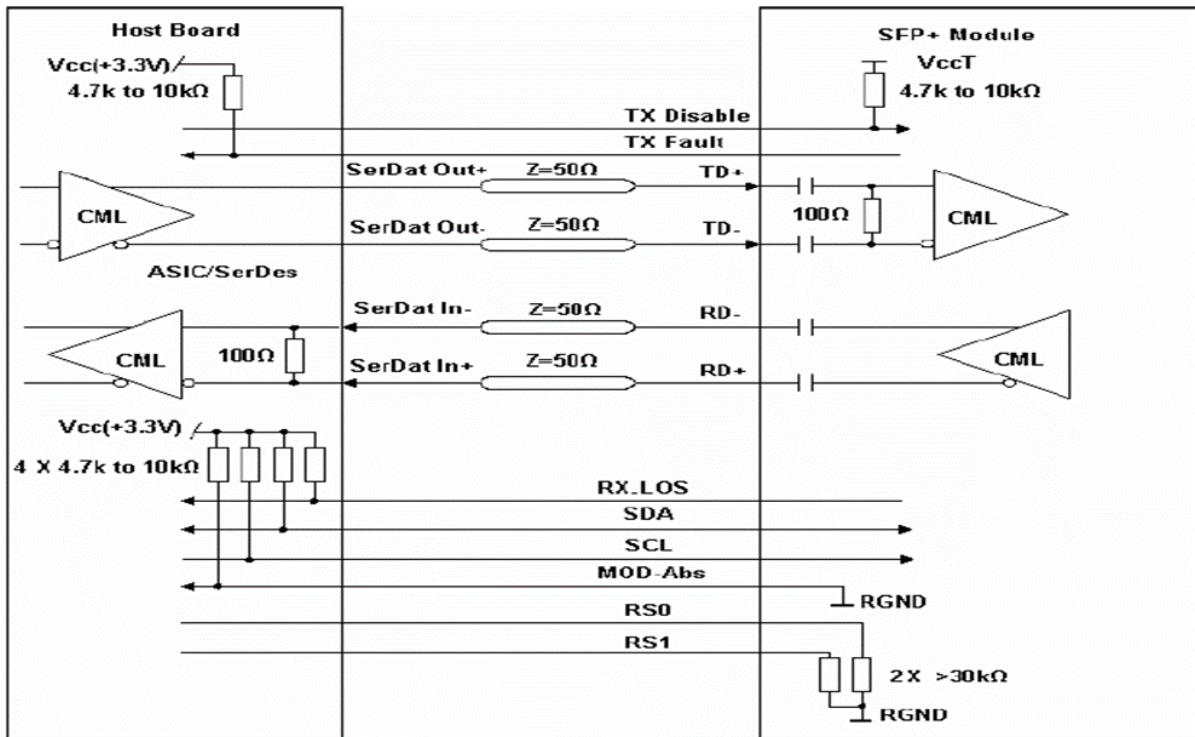 Host Board
SFP+ Module
Vcc(+3.3V)
4.7k to 10kΩ
VccT
4.7k to 10kΩ
TX Disable
TX Fault
SerDat Out+
Z=50Ω
TD+
CML
100Ω
CML
SerDat Out-
Z=50Ω
TD-
ASIC/SerDes
SerDat In-
Z=50Ω
RD-
CML
100Ω
CML
SerDat In+
Z=50Ω
RD+
Vcc(+3.3V)
4 X 4.7k to 10kΩ
RX_LOS
SDA
SCL
MOD-Abs
RGND
RS0
RS1
2X >30kΩ
RGND